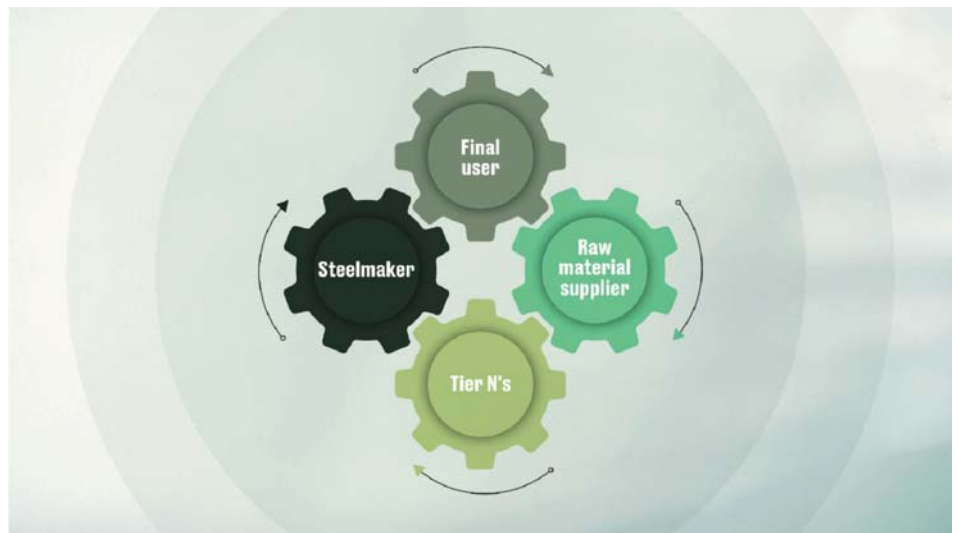 Final
user
Steelmaker
Raw
material
supplier
Tier N's